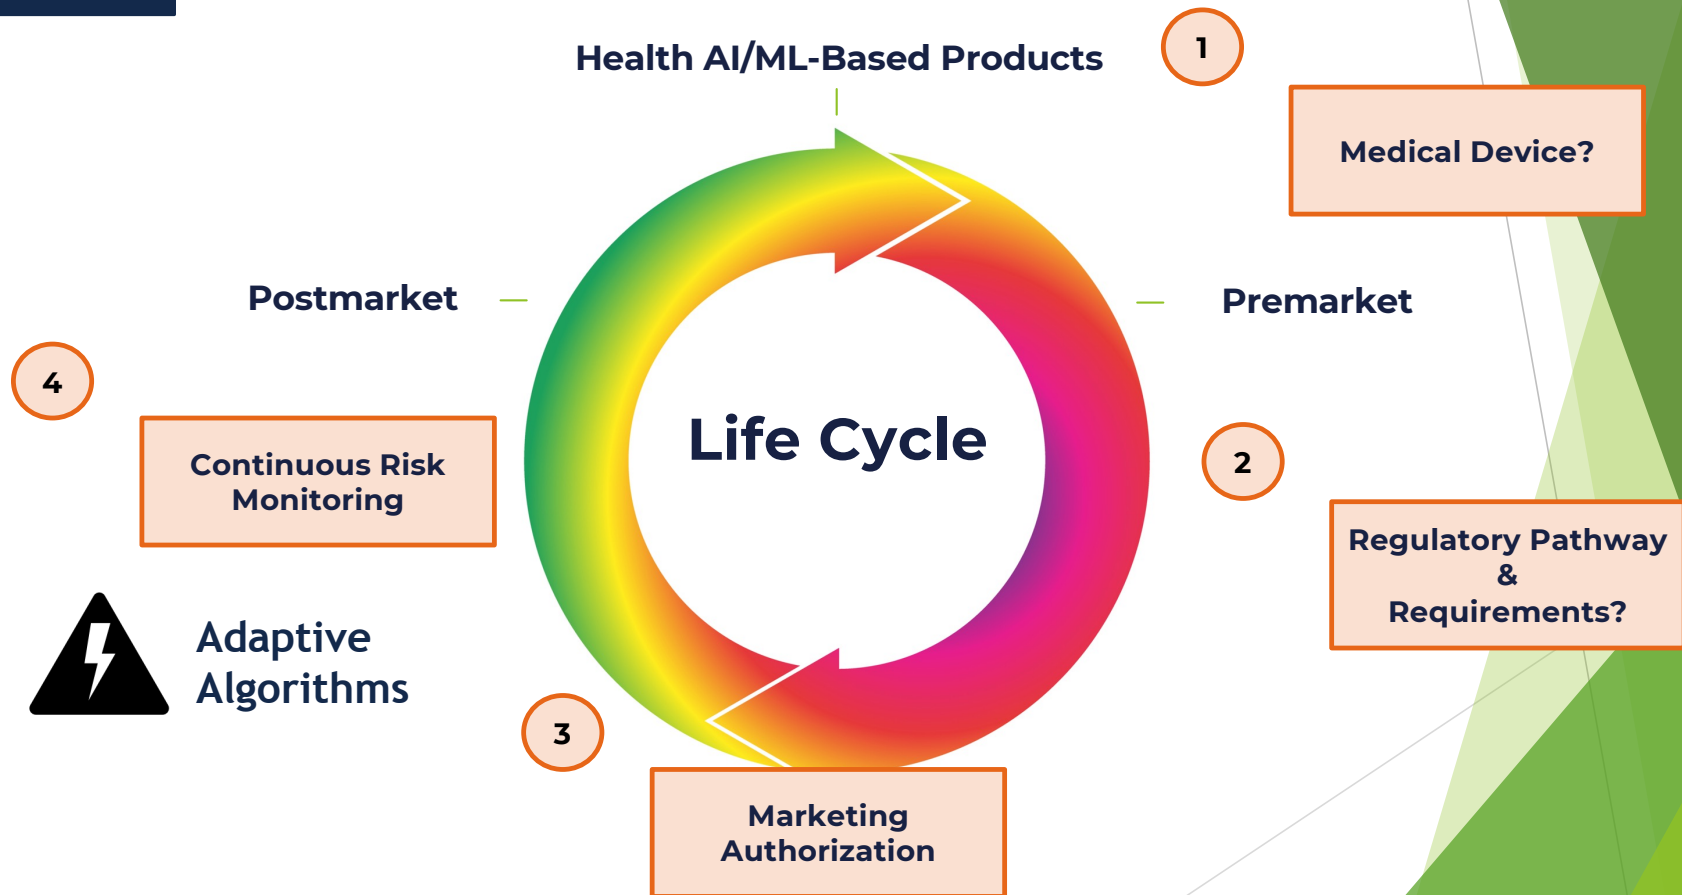 Health AI/ML-Based Products
1
Medical Device?
Postmarket
Premarket
4
Life Cycle
2
Continuous Risk
Monitoring
Regulatory Pathway
&
Requirements?
Adaptive
Algorithms
3
Marketing
Authorization